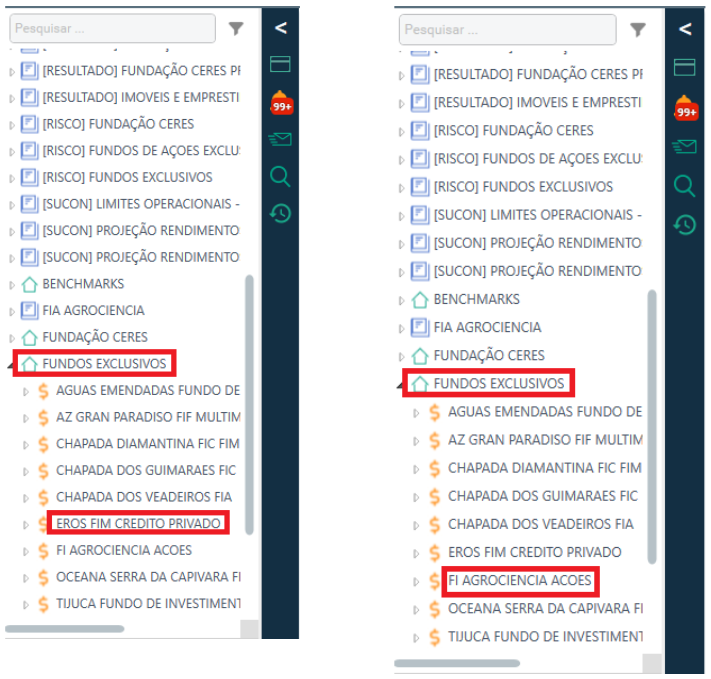 Pesquisar ...
[RESULTADO] FUNDAÇÃO CERES PF
[RESULTADO] IMOVEIS E EMPRESTI
[RISCO] FUNDAÇÃO CERES
[RISCO] FUNDOS DE AÇOES EXCLU
[RISCO] FUNDOS EXCLUSIVOS
[SUCON] LIMITES OPERACIONAIS -
[SUCON] PROJEÇÃO RENDIMENTO
[SUCON] PROJEÇÃO RENDIMENTO
BENCHMARKS
FIA AGROCIENCIA
FUNDAÇÃO CERES
FUNDOS EXCLUSIVOS
AGUAS EMENDADAS FUNDO DE
AZ GRAN PARADISO FIF MULTIM
CHAPADA DIAMANTINA FIC FIM
CHAPADA DOS GUIMARAES FIC
CHAPADA DOS VEADEIROS FIA
EROS FIM CREDITO PRIVADO
FI AGROCIENCIA ACOES
OCEANA SERRA DA CAPIVARA FI
TIJUCA FUNDO DE INVESTIMENT
<
99+
Pesquisar ...
[RESULTADO] FUNDAÇÃO CERES PF
[RESULTADO] IMOVEIS E EMPRESTI
[RISCO] FUNDAÇÃO CERES
[RISCO] FUNDOS DE AÇOES EXCLU
[RISCO] FUNDOS EXCLUSIVOS
[SUCON] LIMITES OPERACIONAIS -
[SUCON] PROJEÇÃO RENDIMENTO
[SUCON] PROJEÇÃO RENDIMENTO
BENCHMARKS
FIA AGROCIENCIA
FUNDAÇÃO CERES
FUNDOS EXCLUSIVOS
AGUAS EMENDADAS FUNDO DE
AZ GRAN PARADISO FIF MULTIM
CHAPADA DIAMANTINA FIC FIM
CHAPADA DOS GUIMARAES FIC
CHAPADA DOS VEADEIROS FIA
EROS FIM CREDITO PRIVADO
FI AGROCIENCIA ACOES
OCEANA SERRA DA CAPIVARA FI
TIJUCA FUNDO DE INVESTIMENT
<
99+